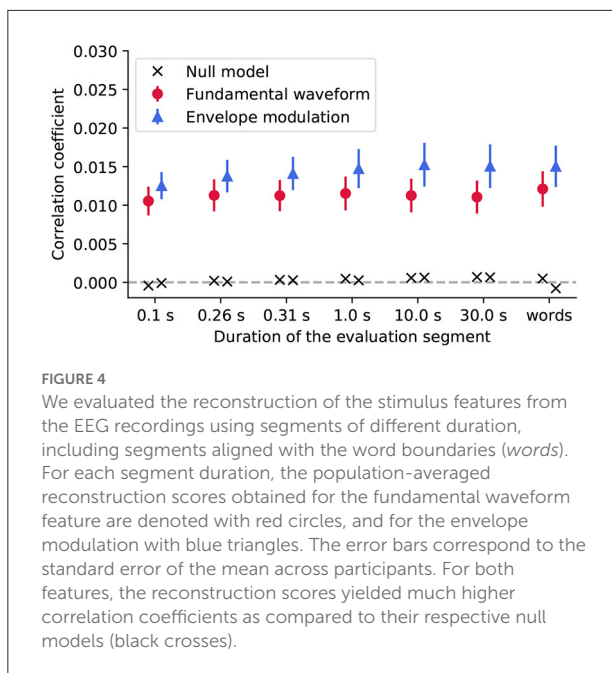 0.030
0.025
0.020
0.015
0.010
0.005
0.000
Correlation coefficient
Null model
Fundamental waveform
Envelope modulation
0.1 s 0.26 s 0.31 s 1.0 s 10.0 s 30.0 s words
Duration of the evaluation segment
FIGURE 4
We evaluated the reconstruction of the stimulus features from
the EEG recordings using segments of different duration,
including segments aligned with the word boundaries (words).
For each segment duration, the population-averaged
reconstruction scores obtained for the fundamental waveform
feature are denoted with red circles, and for the envelope
modulation with blue triangles. The error bars correspond to the
standard error of the mean across participants. For both
features, the reconstruction scores yielded much higher
correlation coefficients as compared to their respective null
models (black crosses).